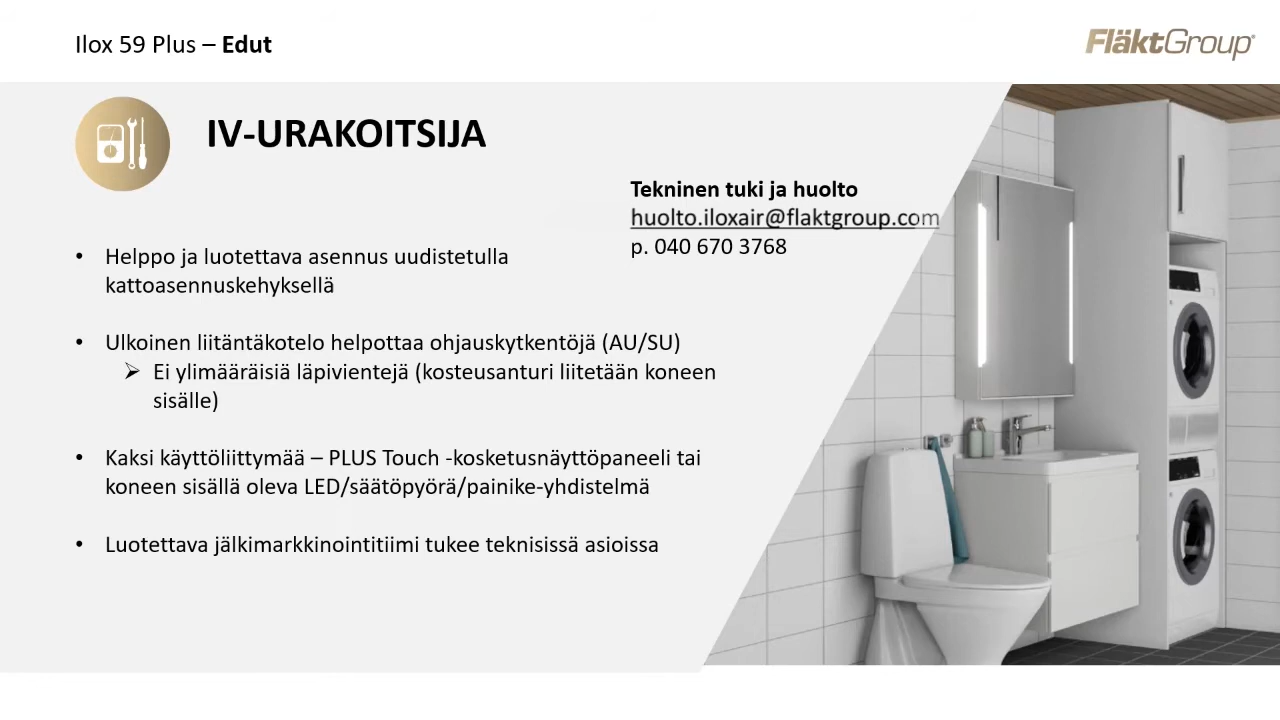 Ilox 59 Plus – Edut
FläktGroup®
IV-URAKOITSIJA
Tekninen tuki ja huolto
huolto.iloxair@flaktgroup.com
p. 040 670 3768
• Helppo ja luotettava asennus uudistetulla
kattoasennuskehyksellä
• Ulkoinen liitäntäkotelo helpottaa ohjauskytkentöjä (AU/SU)
➢ Ei ylimääräisiä läpivientejä (kosteusanturi liitetään koneen
sisälle)
• Kaksi käyttöliittymää – PLUS Touch -kosketusnäyttöpaneeli tai
koneen sisällä oleva LED/säätöpyörä/painike-yhdistelmä
• Luotettava jälkimarkkinointitiimi tukee teknisissä asioissa